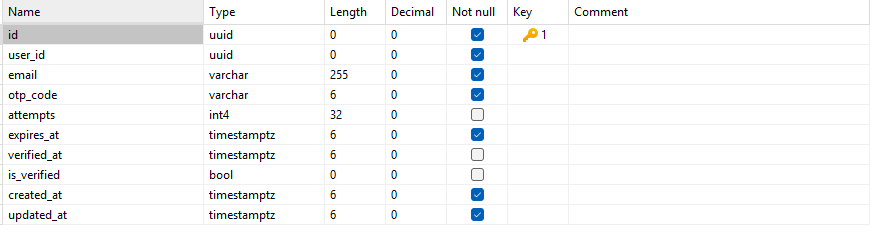 Name Type Length Decimal Not null Key Comment
id uuid 0 0 1
user_id uuid 0 0
email varchar 255 0
otp_code varchar 6 0
attempts int4 32 0
expires_at timestamptz 6 0
verified_at timestamptz 6 0
is_verified bool 0 0
created_at timestamptz 6 0
updated_at timestamptz 6 0